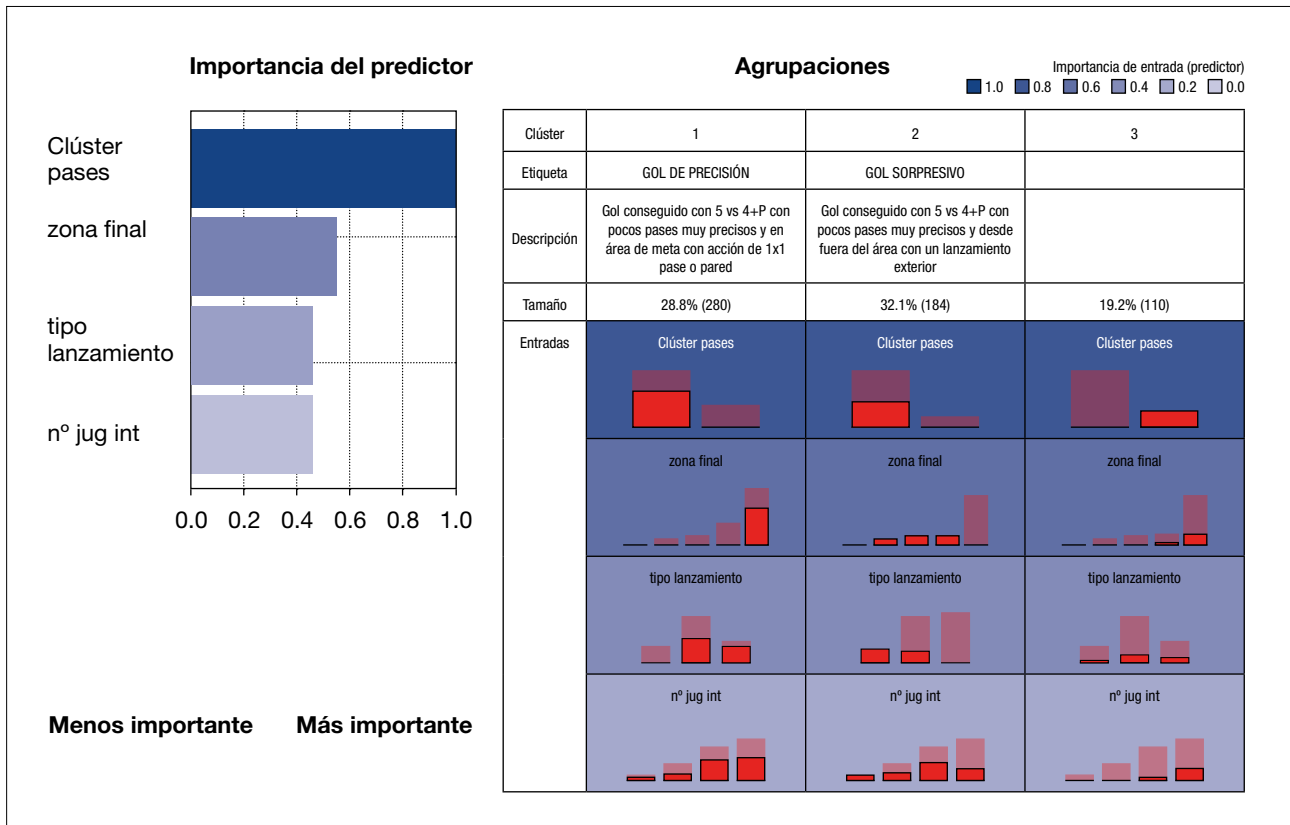 Importancia del predictor
Clúster
pases
zona final
tipo
lanzamiento
nº jug int
0.0 0.2 0.4 0.6 0.8 1.0
Menos importante Más importante
Agrupaciones
Importancia de entrada (predictor)
1.0 0.8 0.6 0.4 0.2 0.0
Clúster 1 2 3
Etiqueta GOL DE PRECISIÓN GOL SORPRESIVO
Descripción
Gol conseguido con 5 vs 4+P con
pocos pases muy precisos y en
área de meta con acción de 1x1
pase o pared
Gol conseguido con 5 vs 4+P con
pocos pases muy precisos y desde
fuera del área con un lanzamiento
exterior
Tamaño 28.8% (280) 32.1% (184) 19.2% (110)
Entradas Clúster pases Clúster pases Clúster pases
zona final zona final zona final
tipo lanzamiento tipo lanzamiento tipo lanzamiento
nº jug int nº jug int nº jug int